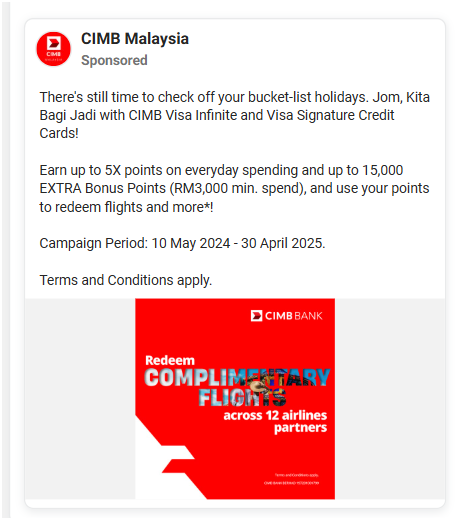 CIMB Malaysia
Sponsored
There's still time to check off your bucket-list holidays. Jom, Kita
Bagi Jadi with CIMB Visa Infinite and Visa Signature Credit
Cards!
Earn up to 5X points on everyday spending and up to 15,000
EXTRA Bonus Points (RM3,000 min. spend), and use your points
to redeem flights and more*!
Campaign Period: 10 May 2024 - 30 April 2025.
Terms and Conditions apply.
CIMB BANK
Redeem
COMPLIMENTARY
FLIGHTS
across 12 airlines
partners
Terms and Conditions apply.
CIMB BANK BERHAD